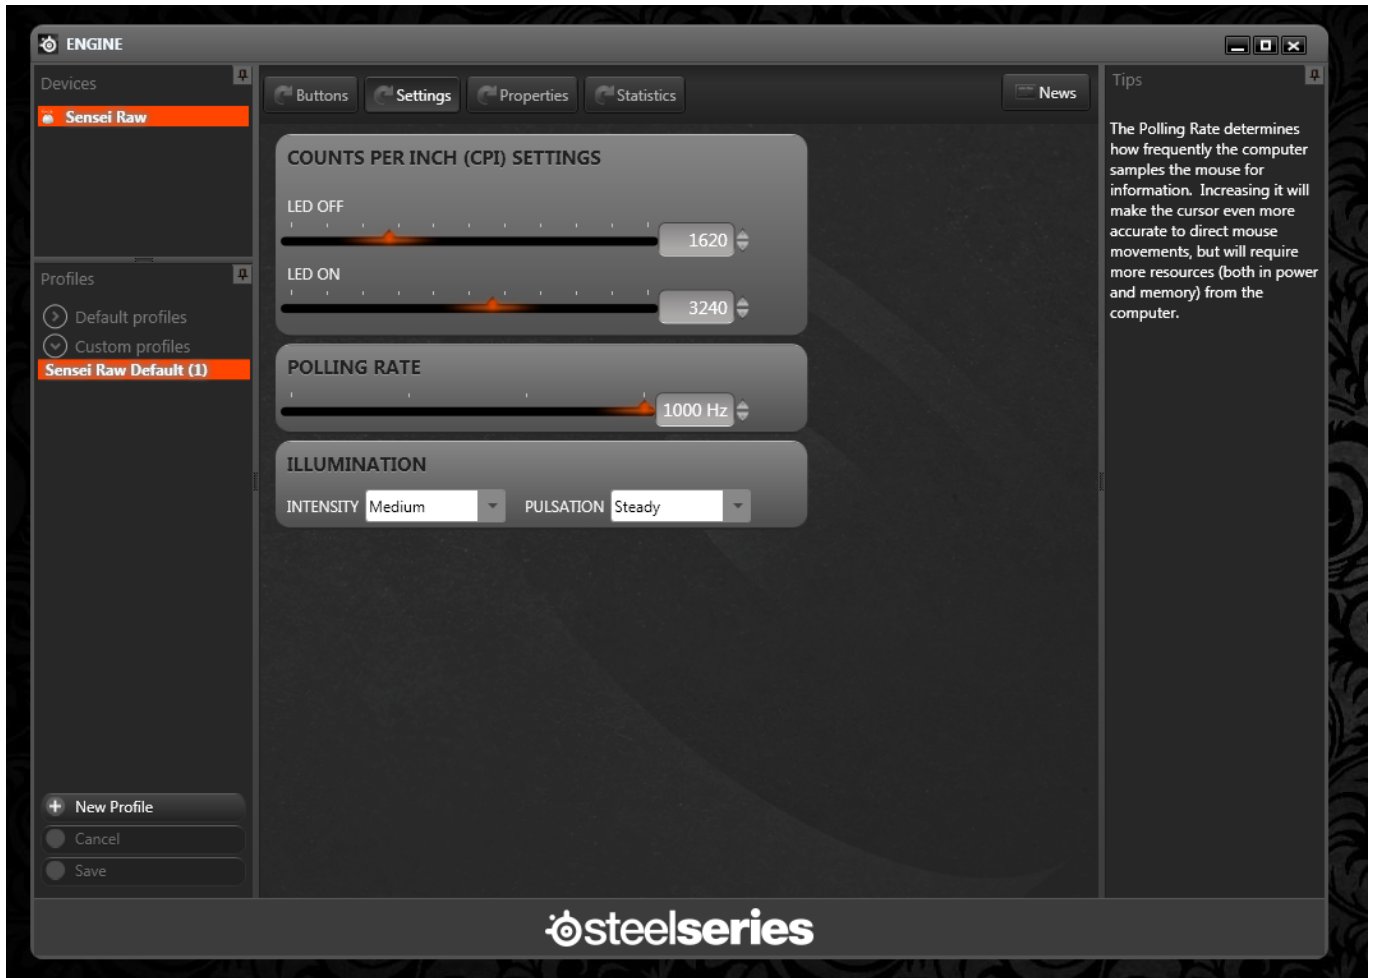 ENGINE
Devices
Sensei Raw
Profiles
Default profiles
Custom profiles
Sensei Raw Default (1)
New Profile
Cancel
Save
Buttons
Settings
Properties
Statistics
News
COUNTS PER INCH (CPI) SETTINGS
LED OFF
1620
LED ON
3240
POLLING RATE
1000 Hz
ILLUMINATION
INTENSITY Medium PULSATION Steady
Tips
The Polling Rate determines
how frequently the computer
samples the mouse for
information. Increasing it will
make the cursor even more
accurate to direct mouse
movements, but will require
more resources (both in power
and memory) from the
computer.
steelseries